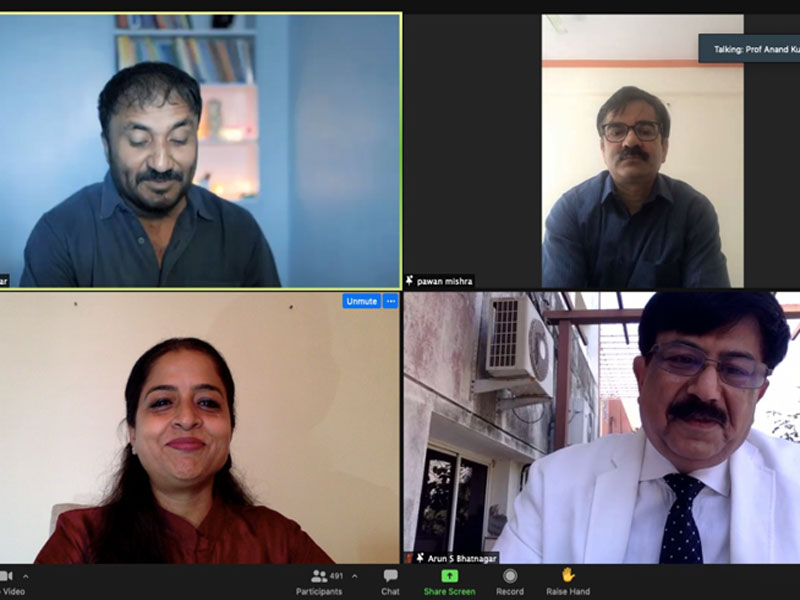 Talking: Prof Anand Ku
ar
pawan mishra
Unmute
Arun S Bhatnagar
491
Video
Participants
Chat
Share Screen
Record
Raise Hand